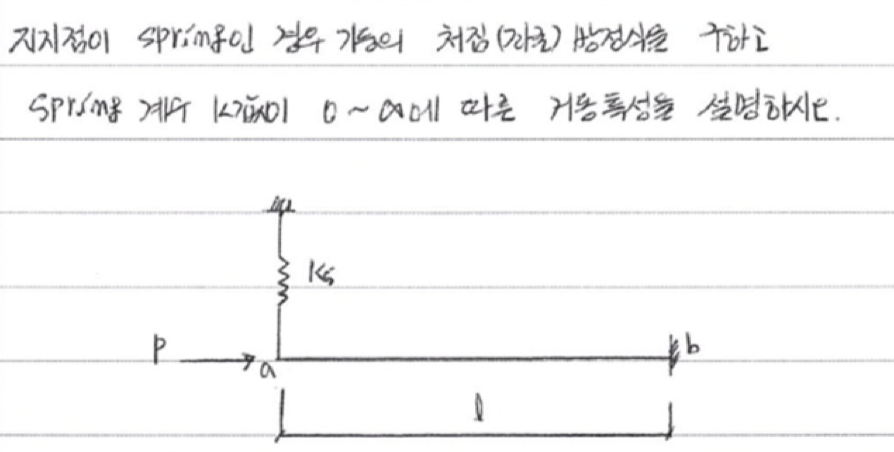 지지점이 spring인 경우 기둥의 처짐(좌굴) 방정식을 구하고
spring 계수 K값이 0 ~ ∞에 따른 거동특성을 설명하시오.
Ks
P
a
b
l